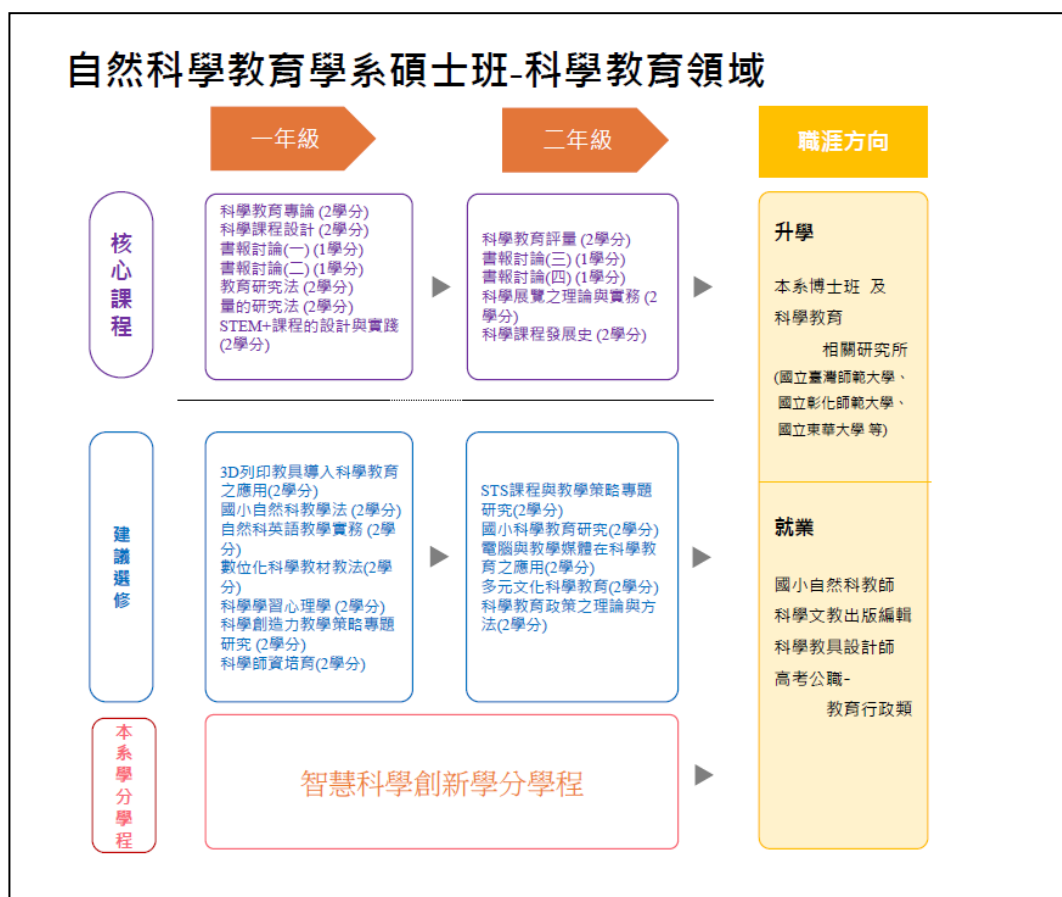 自然科學教育學系碩士班-科學教育領域
一年級
二年級
職涯方向
核心課程
科學教育專論 (2學分)
科學課程設計 (2學分)
書報討論(一) (1學分)
書報討論(二) (1學分)
教育研究法 (2學分)
量的研究法 (2學分)
STEM+課程的設計與實踐
(2學分)
科學教育評量 (2學分)
書報討論(三) (1學分)
書報討論(四) (1學分)
科學展覽之理論與實務 (2
學分)
科學課程發展史 (2學分)
升學
本系博士班 及
科學教育
相關研究所
(國立臺灣師範大學、
國立彰化師範大學、
國立東華大學 等)
建議選修
3D列印教具導入科學教育
之應用(2學分)
國小自然科教學法 (2學分)
自然科英語教學實務 (2學
分)
數位化科學教材教法(2學
分)
科學學習心理學 (2學分)
科學創造力教學策略專題
研究 (2學分)
科學師資培育(2學分)
STS課程與教學策略專題
研究(2學分)
國小科學教育研究(2學分)
電腦與教學媒體在科學教
育之應用(2學分)
多元文化科學教育(2學分)
科學教育政策之理論與方
法(2學分)
就業
國小自然科教師
科學文教出版編輯
科學教具設計師
高考公職-
教育行政類
本系學分學程
智慧科學創新學分學程